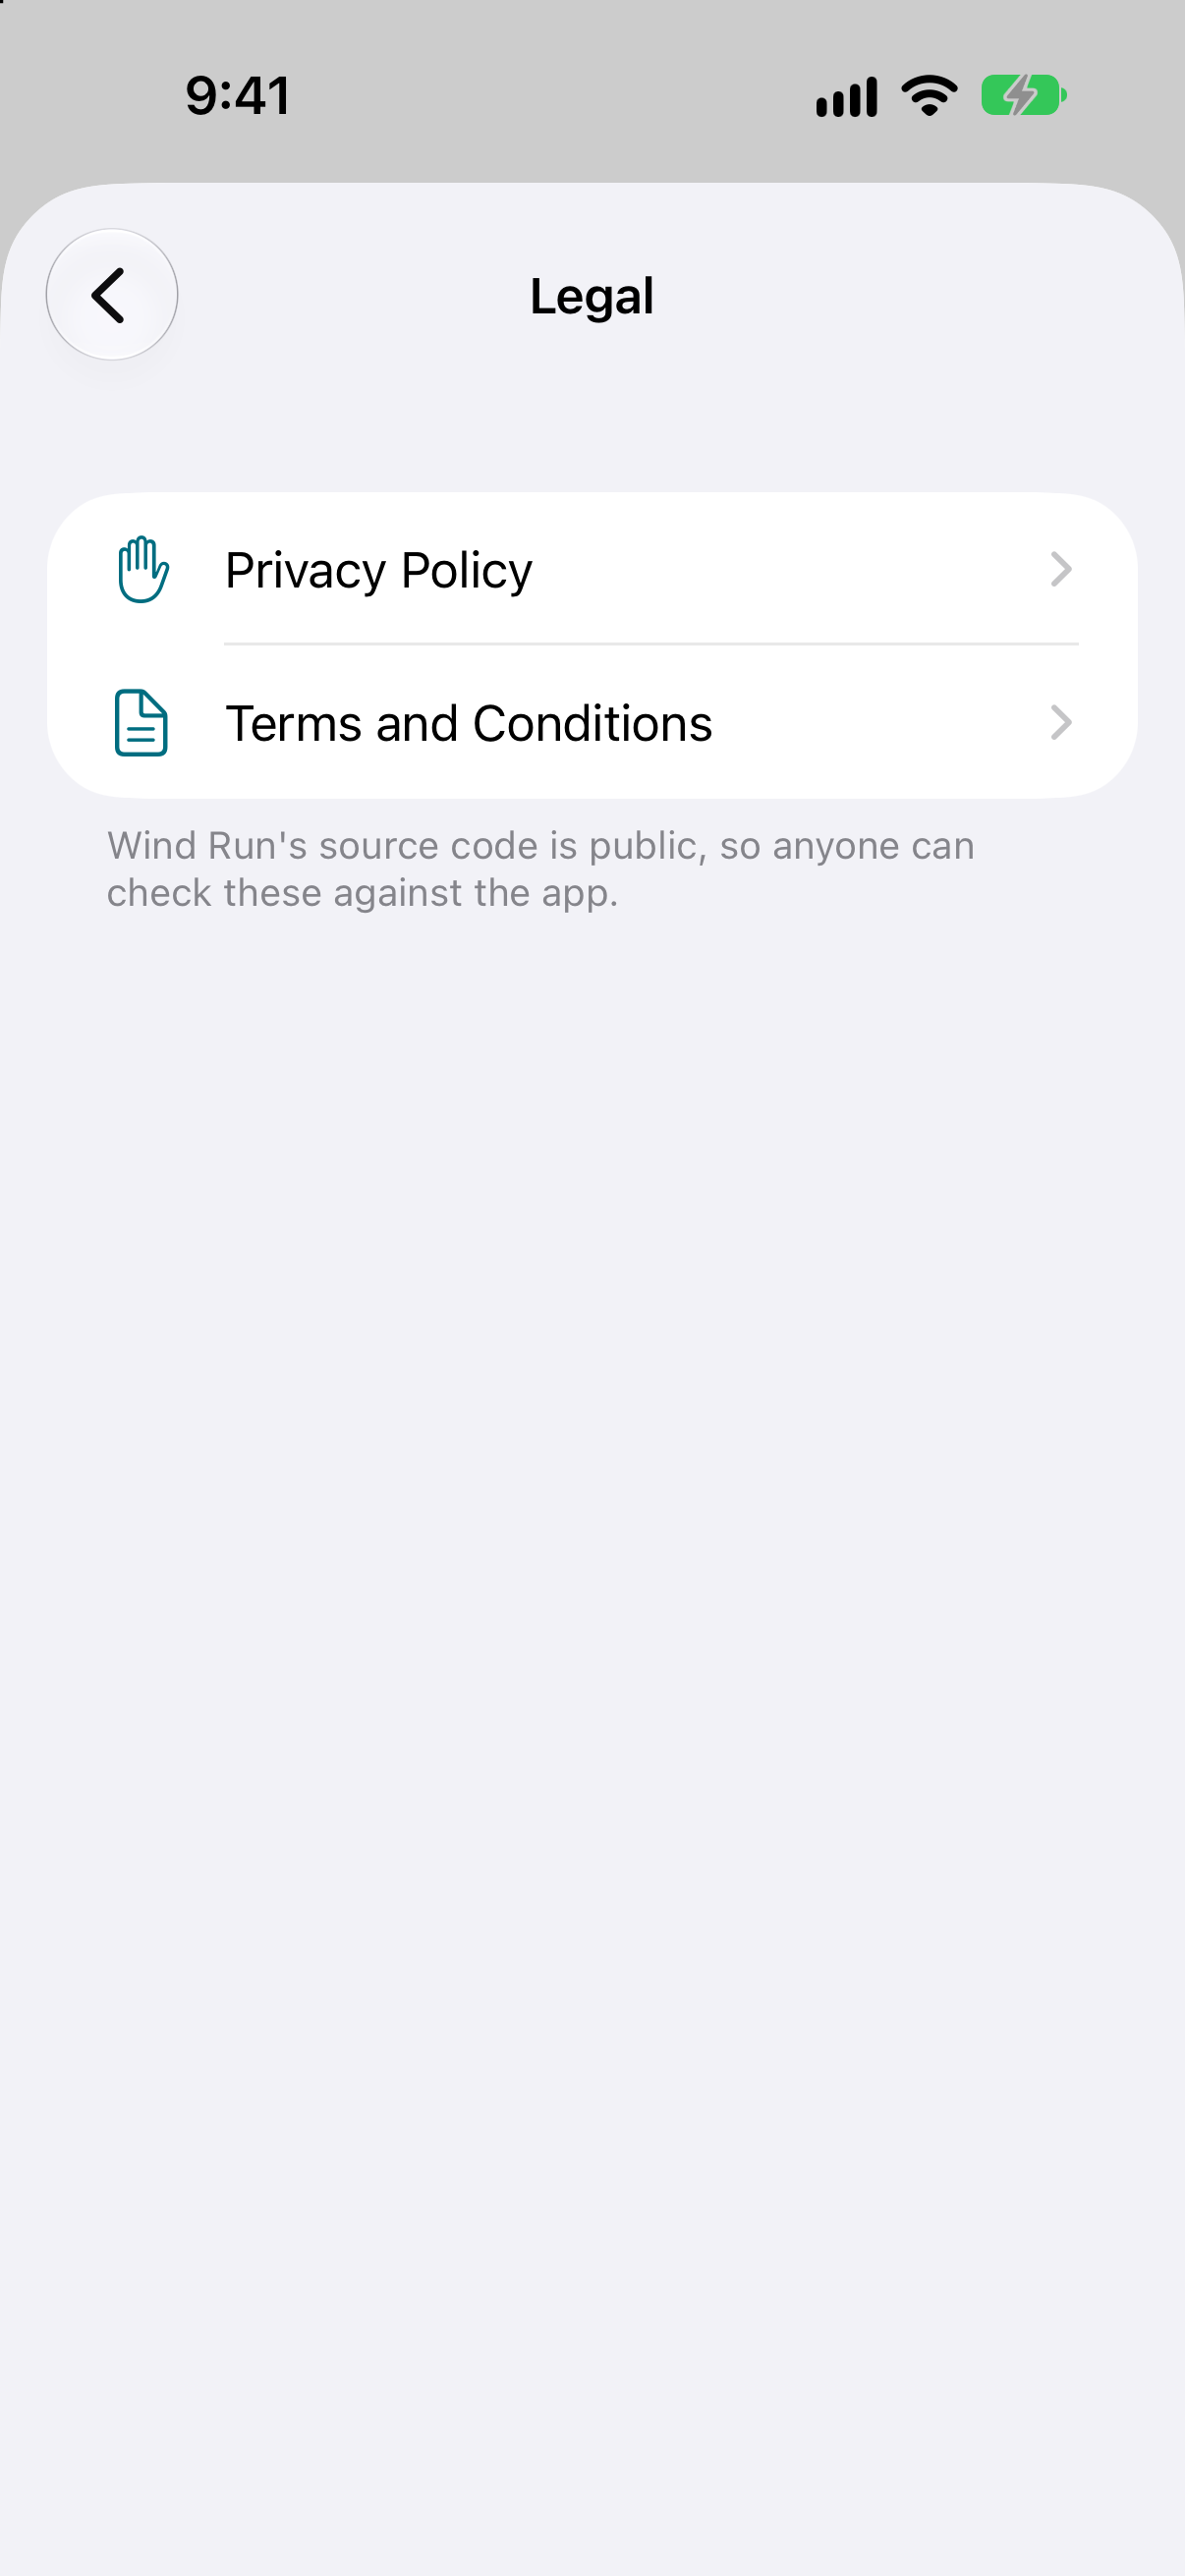 9:41
Legal
Privacy Policy
Terms and Conditions
Wind Run's source code is public, so anyone can
check these against the app.